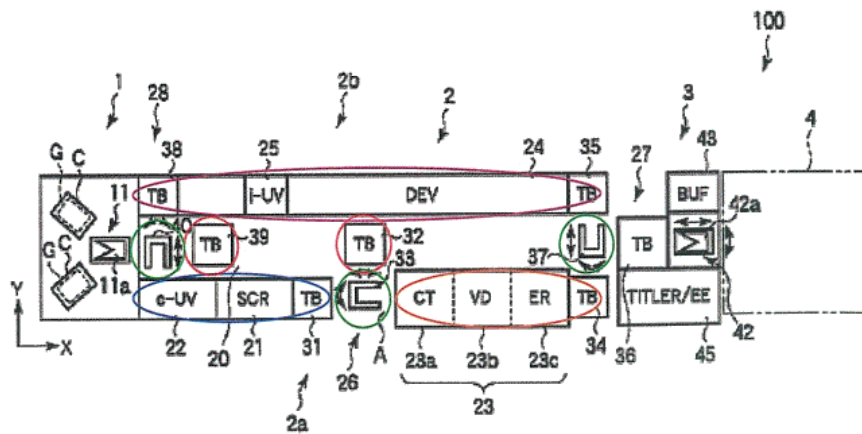 100
1 28 2b 2 3
4
38 25 24 35 27 43
G C
TB I-UV DEV TB BUF
11 40 42a
TB TB TB
39 32 37
G C 11a
33
Y
e-UV SCR TB CT VD ER TB TITLER/EE
X
22 20 21 31 26 A 23a 23b 23c 34 36 45 42
23
2a